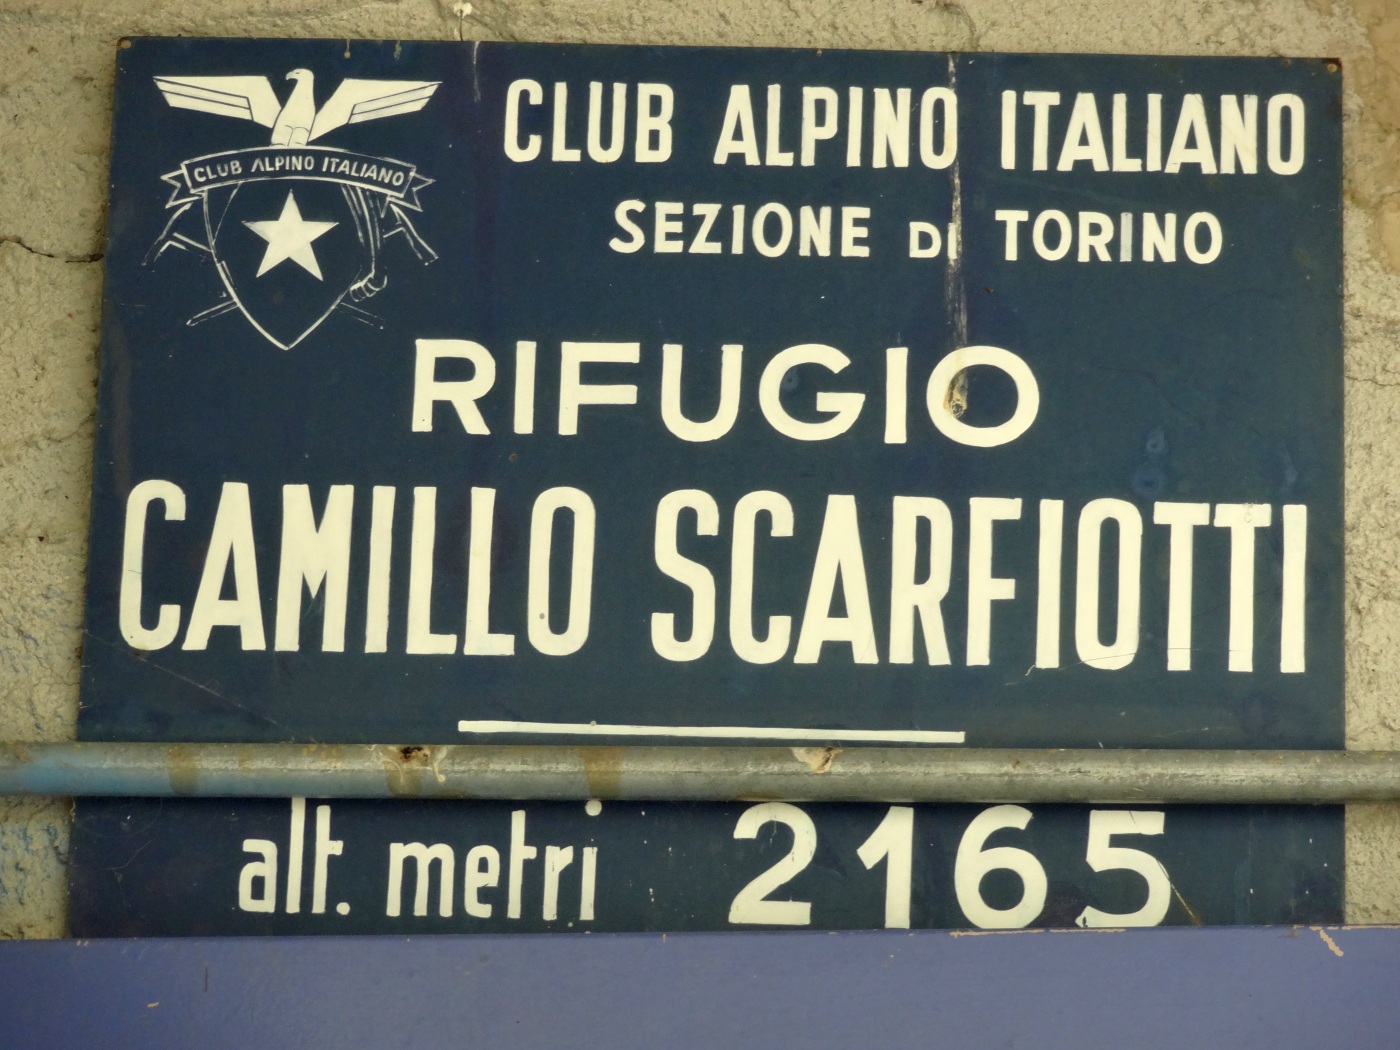 CLUB ALPINO ITALIANO
CLUB ALPINO ITALIANO
SEZIONE DI TORINO
RIFUGIO
CAMILLO SCARFIOTTI
alt. metri 2165